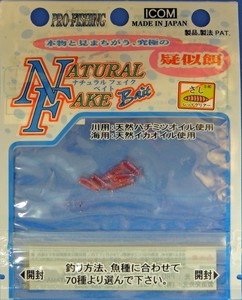 PRO-FISHING
ICOM
MADE IN JAPAN
製品、製法 PAT.
本物と見まちがう、究極の
疑似餌
NATURAL
ナチュラル フェイク
ベイト
FAKE Bait
さし
川用・天然ハチミツオイル使用
海用・天然イカオイル使用
開封
釣り方法、魚種に合わせて
70種より選んで下さい。
開封